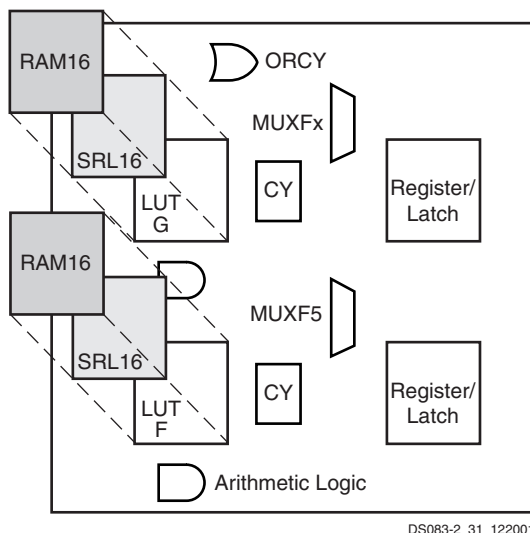 RAM16
ORCY
MUXFx
SRL16
CY
Register/
Latch
LUT
G
RAM16
MUXF5
SRL16
CY
Register/
Latch
LUT
F
Arithmetic Logic
DS083-2_31_122001